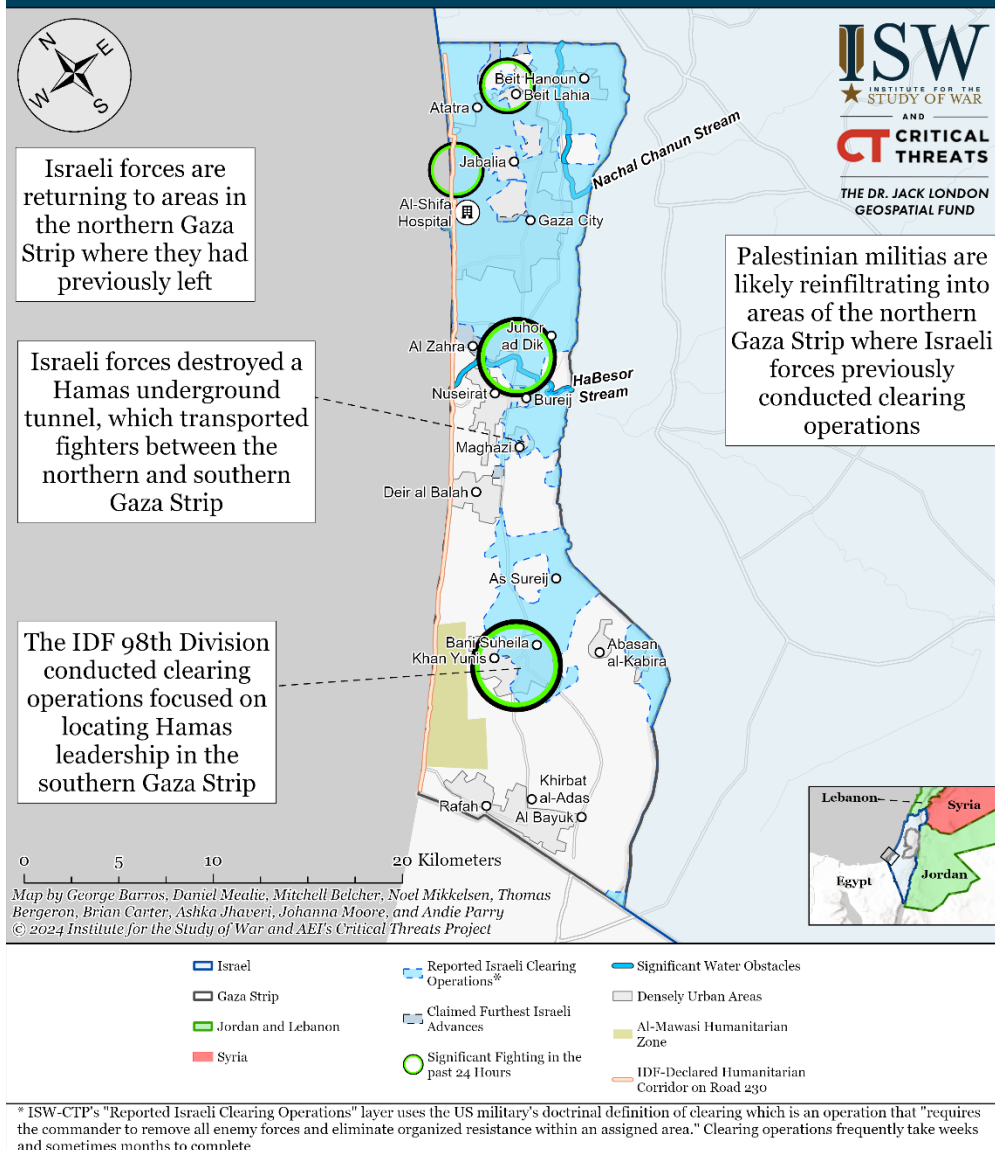 N
E
W
S
ISW
INSTITUTE FOR THE
STUDY OF WAR
AND
CT CRITICAL
THREATS
THE DR. JACK LONDON
GEOSPATIAL FUND
Israeli forces are
returning to areas in
the northern Gaza
Strip where they had
previously left
Israeli forces destroyed a
Hamas underground
tunnel, which transported
fighters between the
northern and southern
Gaza Strip
The IDF 98th Division
conducted clearing
operations focused on
locating Hamas
leadership in the
southern Gaza Strip
Palestinian militias are
likely reinfiltrating into
areas of the northern
Gaza Strip where Israeli
forces previously
conducted clearing
operations
Beit Hanoun
Beit Lahia
Atatra
Nachal Chanun Stream
Jabalia
Al-Shifa
Hospital
Gaza City
Juhor
ad Dik
Al Zahra
HaBesor
Stream
Nuseirat
Bureij
Maghazi
Deir al Balah
As Sureij
Bani Suheila
Khan Yunis
Abasan
al-Kabira
Khirbat
al-Adas
Rafah
Al Bayuk
Lebanon
Syria
Jordan
Egypt
0 5 10 20 Kilometers
Map by George Barros, Daniel Mealie, Mitchell Belcher, Noel Mikkelsen, Thomas
Bergeron, Brian Carter, Ashka Jhaveri, Johanna Moore, and Andie Parry
© 2024 Institute for the Study of War and AEI's Critical Threats Project
Israel
Gaza Strip
Jordan and Lebanon
Syria
Reported Israeli Clearing
Operations*
Claimed Furthest Israeli
Advances
Significant Fighting in the
past 24 Hours
Significant Water Obstacles
Densely Urban Areas
Al-Mawasi Humanitarian
Zone
IDF-Declared Humanitarian
Corridor on Road 230
* ISW-CTP's "Reported Israeli Clearing Operations" layer uses the US military's doctrinal definition of clearing which is an operation that "requires
the commander to remove all enemy forces and eliminate organized resistance within an assigned area." Clearing operations frequently take weeks
and sometimes months to complete